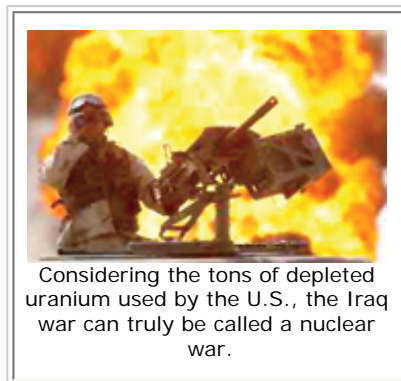 Considering the tons of depleted
uranium used by the U.S., the Iraq
war can truly be called a nuclear
war.